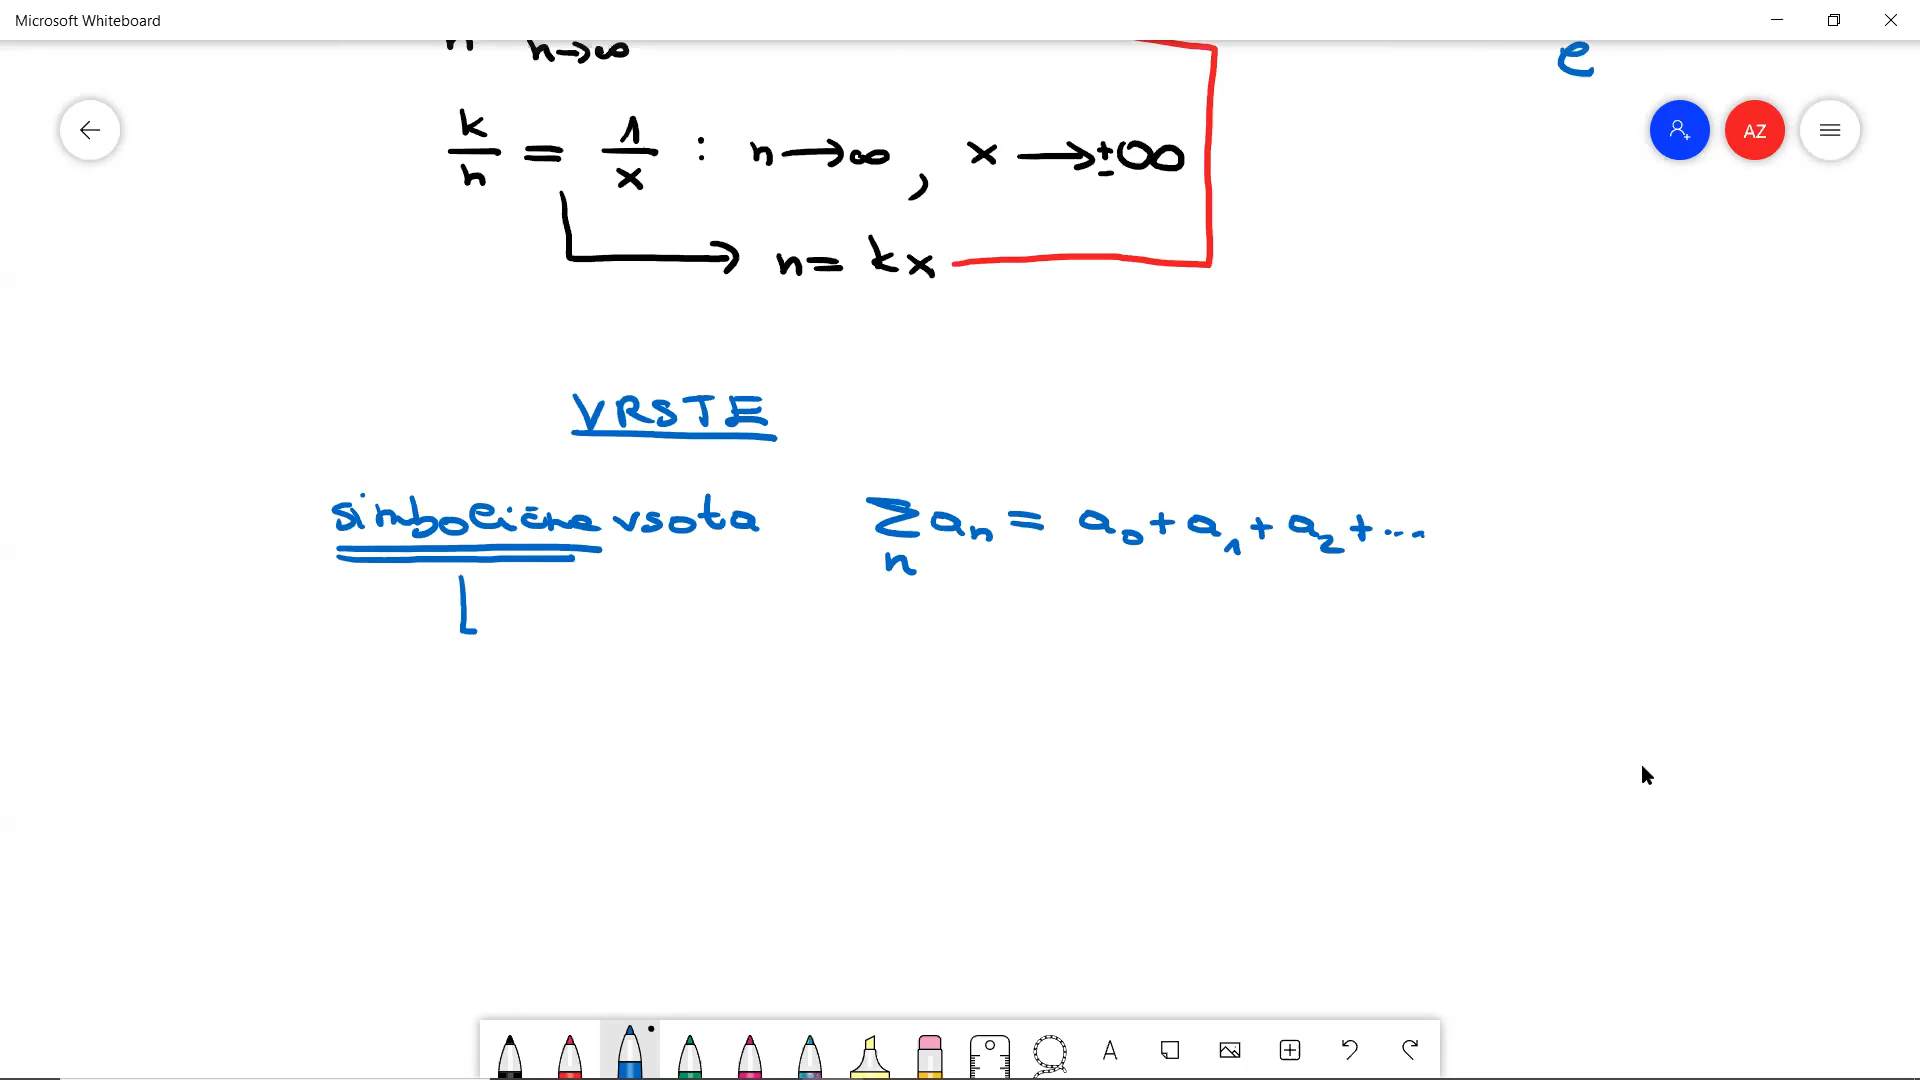 Microsoft Whiteboard
n→∞
e
k/n = 1/x : n→∞, x→±∞
AZ
n= kx
VRSTE
simbolična vsota ∑ₙ aₙ = a₀+a₁+a₂+...